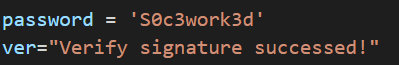 password = 'S0c3work3d'
ver="Verify signature successed!"